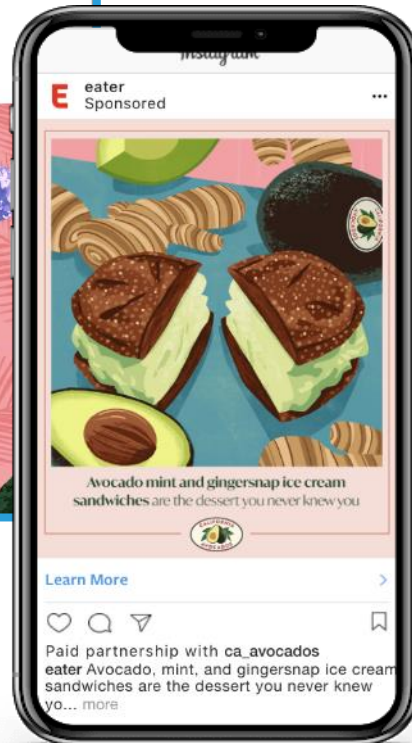 Instagram
E
eater
Sponsored
Avocado mint and gingersnap ice cream
sandwiches are the dessert you never knew you
CALIFORNIA
AVOCADOS
Learn More
Paid partnership with ca_avocados
eater Avocado, mint, and gingersnap ice cream
sandwiches are the dessert you never knew
yo... more